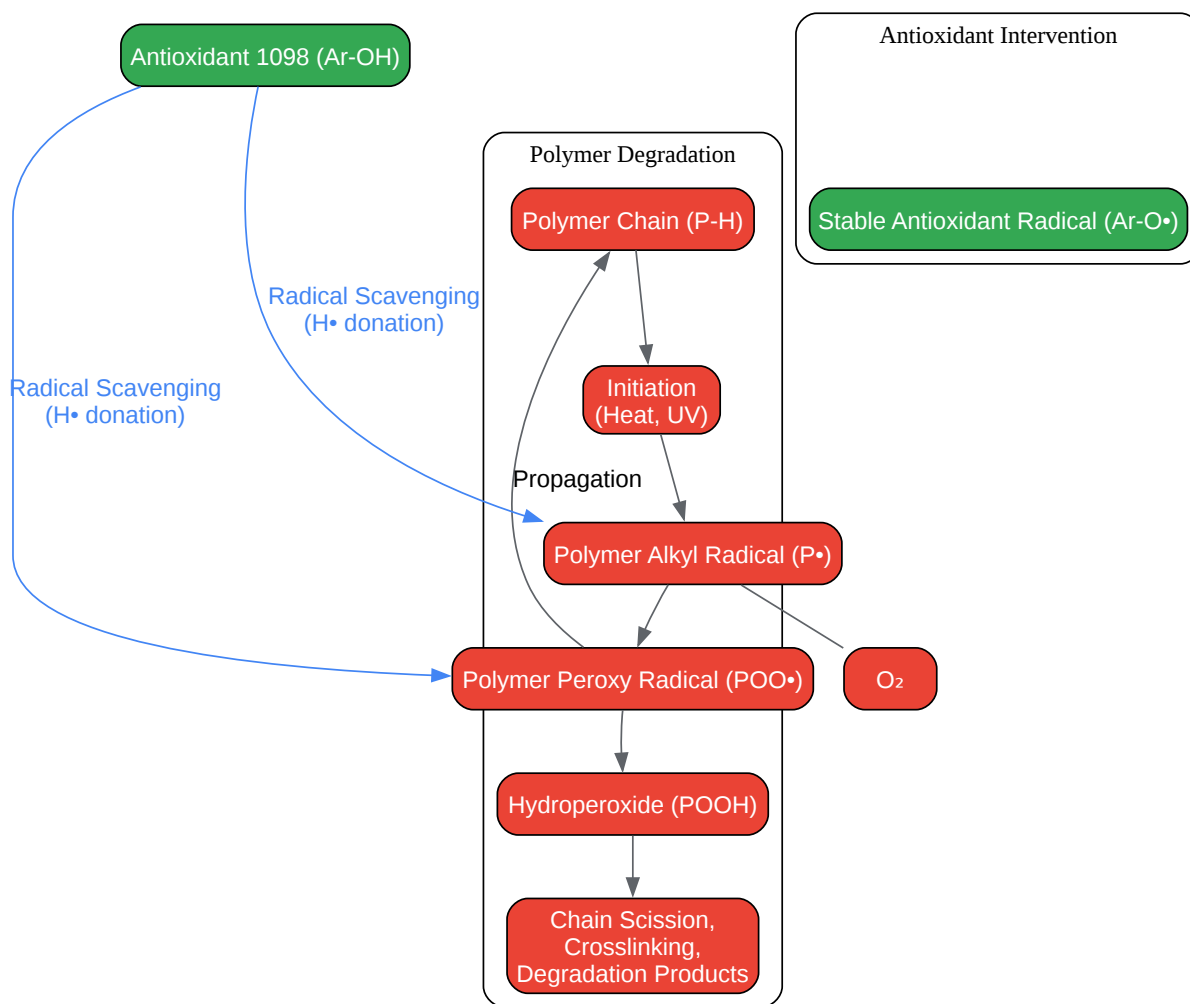 Antioxidant 1098 (Ar-OH)
Antioxidant Intervention
Polymer Degradation
Polymer Chain (P-H)
Stable Antioxidant Radical (Ar-O•)
Radical Scavenging
(H• donation)
Radical Scavenging
(H• donation)
Initiation
(Heat, UV)
Propagation
Polymer Alkyl Radical (P•)
Polymer Peroxy Radical (POO•)
O₂
Hydroperoxide (POOH)
Chain Scission,
Crosslinking,
Degradation Products